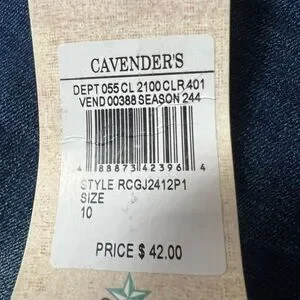 CAVENDER'S
DEPT 055 CL 2100 CLR 401
VEND 00388 SEASON 244
4 88873 42396 4
STYLE RCGJ2412P1
SIZE
10
PRICE $ 42.00